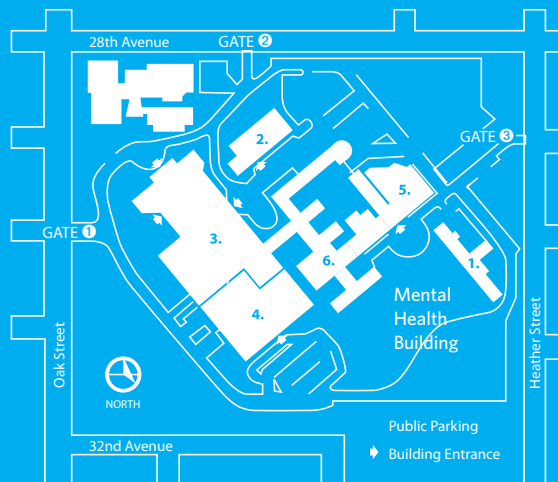 28th Avenue
GATE 2
GATE 3
2.
5.
GATE 1
3.
6.
1.
4.
Mental
Health
Building
Oak Street
Heather Street
NORTH
Public Parking
32nd Avenue
Building Entrance